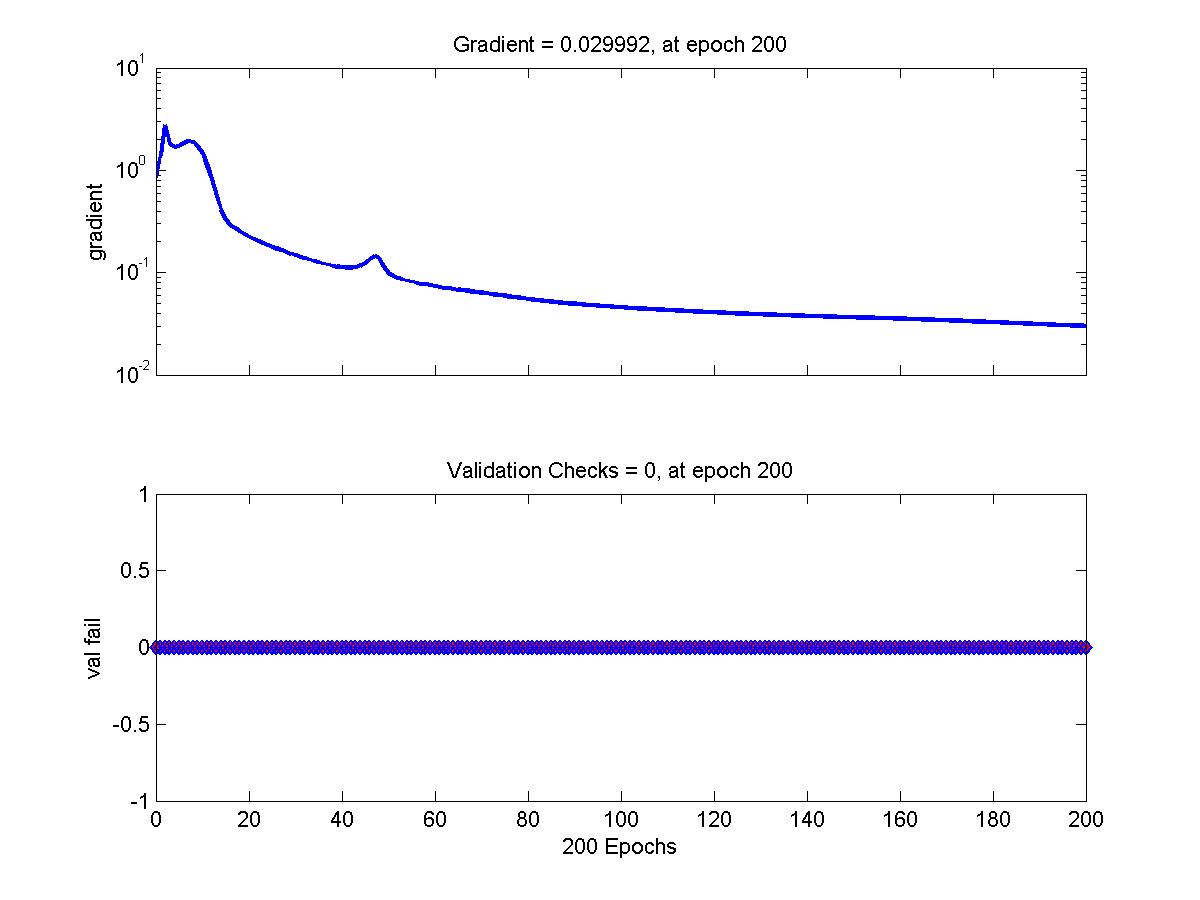 Gradient = 0.029992, at epoch 200
10^1
10^0
10^-1
10^-2
gradient
Validation Checks = 0, at epoch 200
1
0.5
0
-0.5
-1
val fail
0 20 40 60 80 100 120 140 160 180 200
200 Epochs